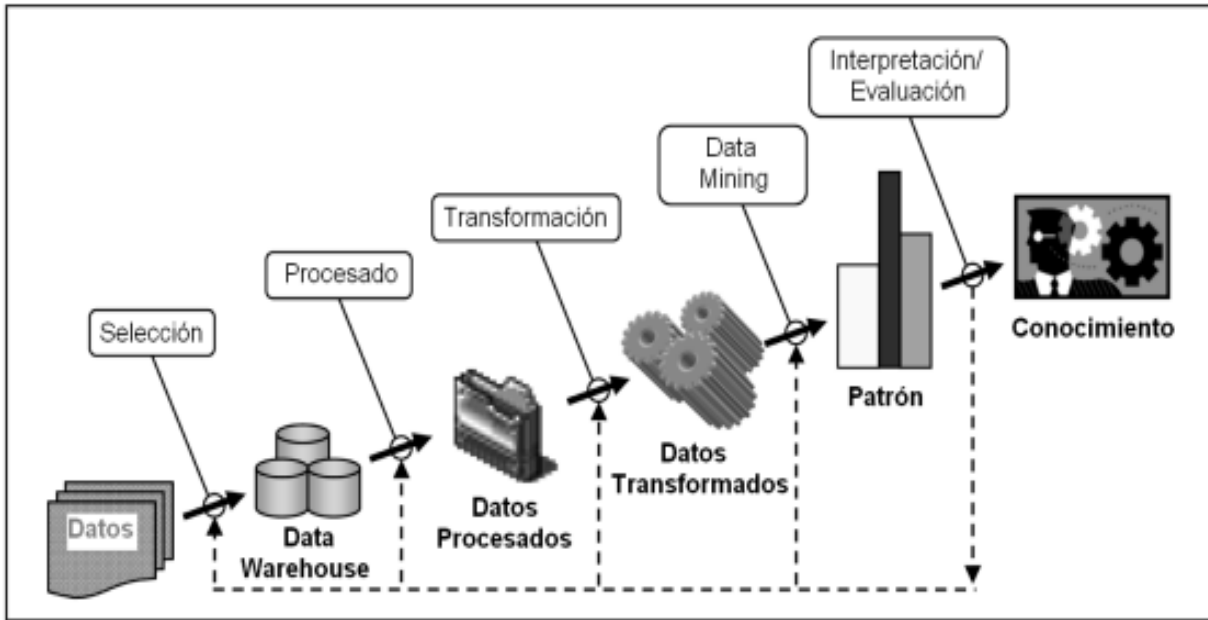 Interpretación/
Evaluación
Data
Mining
Transformación
Procesado
Selección
Conocimiento
Patrón
Datos
Transformados
Datos
Procesados
Data
Warehouse
Datos